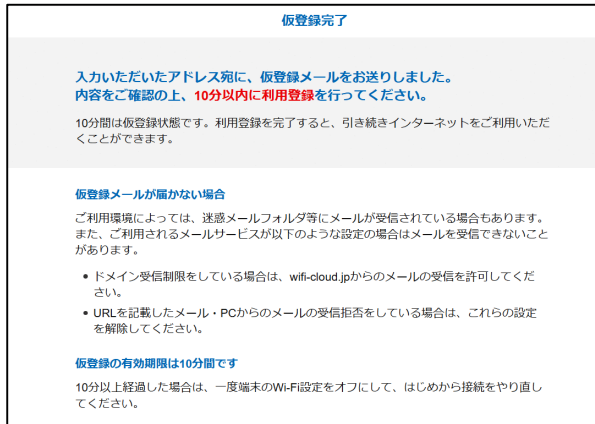 仮登録完了
入力いただいたアドレス宛に、仮登録メールをお送りしました。
内容をご確認の上、10分以内に利用登録を行ってください。
10分間は仮登録状態です。利用登録を完了すると、引き続きインターネットをご利用いただ
くことができます。
仮登録メールが届かない場合
ご利用環境によっては、迷惑メールフォルダ等にメールが受信されている場合もあります。
また、ご利用されるメールサービスが以下のような設定の場合はメールを受信できないこと
があります。
• ドメイン受信制限をしている場合は、wifi-cloud.jpからのメールの受信を許可してくだ
さい。
• URLを記載したメール・PCからのメールの受信拒否をしている場合は、これらの設定
を解除してください。
仮登録の有効期限は10分間です
10分以上経過した場合は、一度端末のWi-Fi設定をオフにして、はじめから接続をやり直し
てください。